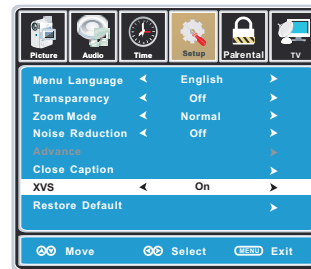 Picture Audio Time Setup Palrental TV
Menu Language English
Transparency Off
Zoom Mode Normal
Noise Reduction Off
Advance
Close Caption
XVS On
Restore Default
Move Select MENU Exit